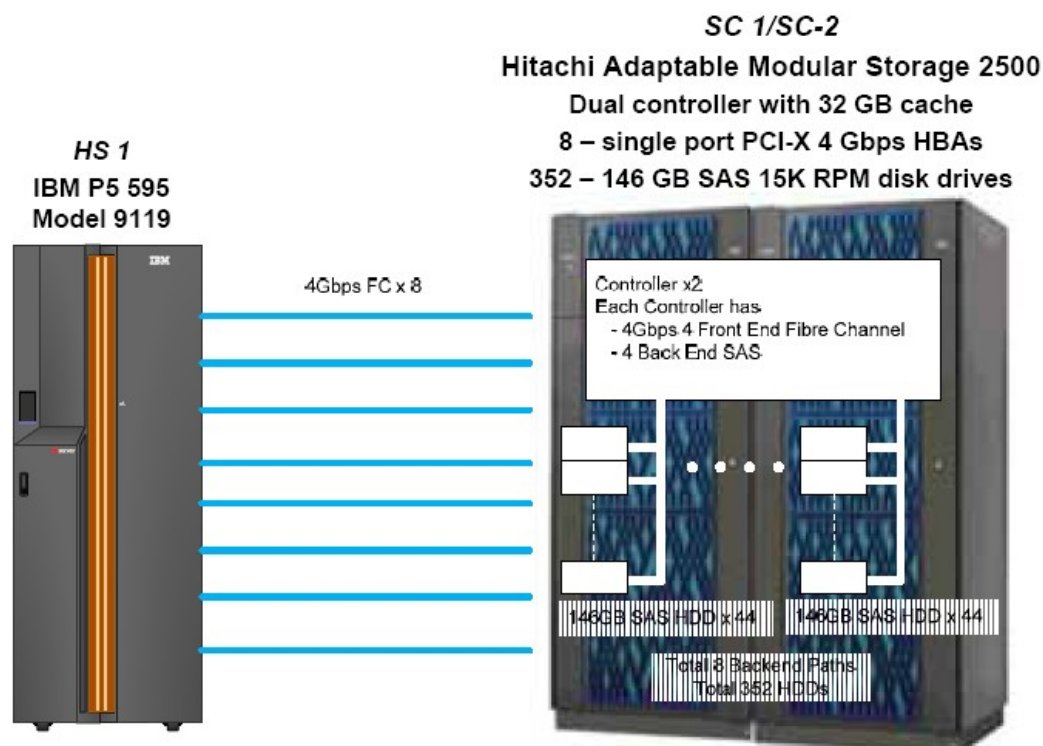 SC 1/SC-2
Hitachi Adaptable Modular Storage 2500
Dual controller with 32 GB cache
8 – single port PCI-X 4 Gbps HBAs
352 – 146 GB SAS 15K RPM disk drives
HS 1
IBM P5 595
Model 9119
IBM
4Gbps FC x 8
Controller x2
Each Controller has
- 4Gbps 4 Front End Fibre Channel
- 4 Back End SAS
146GB SAS HDD x 44
146GB SAS HDD x 44
Total 8 Backend Paths
Total 352 HDDs